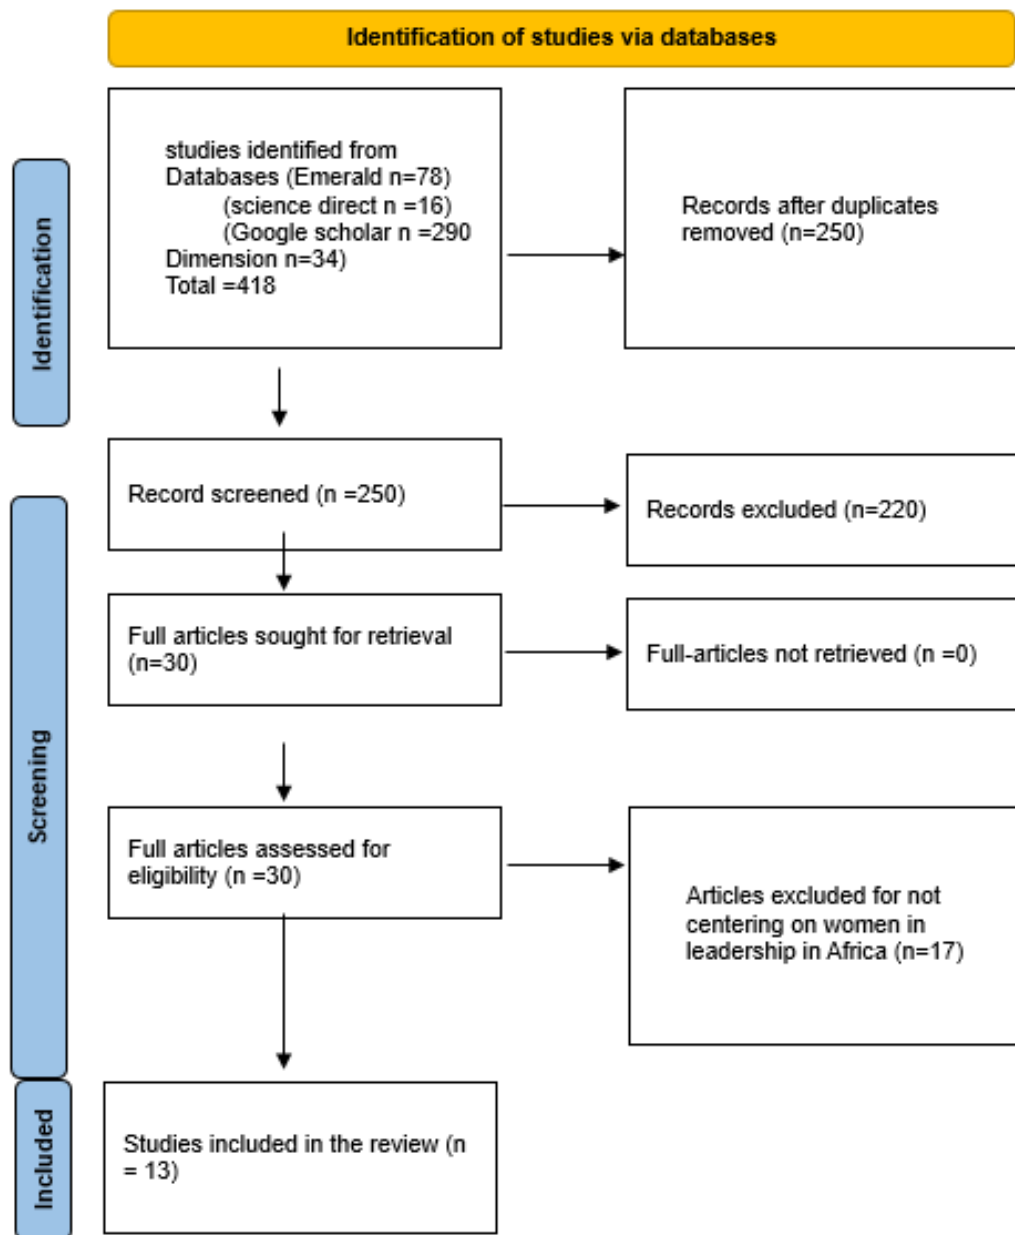 Identification of studies via databases
Identification
studies identified from
Databases (Emerald n=78)
(science direct n =16)
(Google scholar n =290
Dimension n=34)
Total =418
Records after duplicates
removed (n=250)
Screening
Record screened (n =250)
Records excluded (n=220)
Full articles sought for retrieval
(n=30)
Full-articles not retrieved (n =0)
Full articles assessed for
eligibility (n =30)
Articles excluded for not
centering on women in
leadership in Africa (n=17)
Included
Studies included in the review (n
= 13)